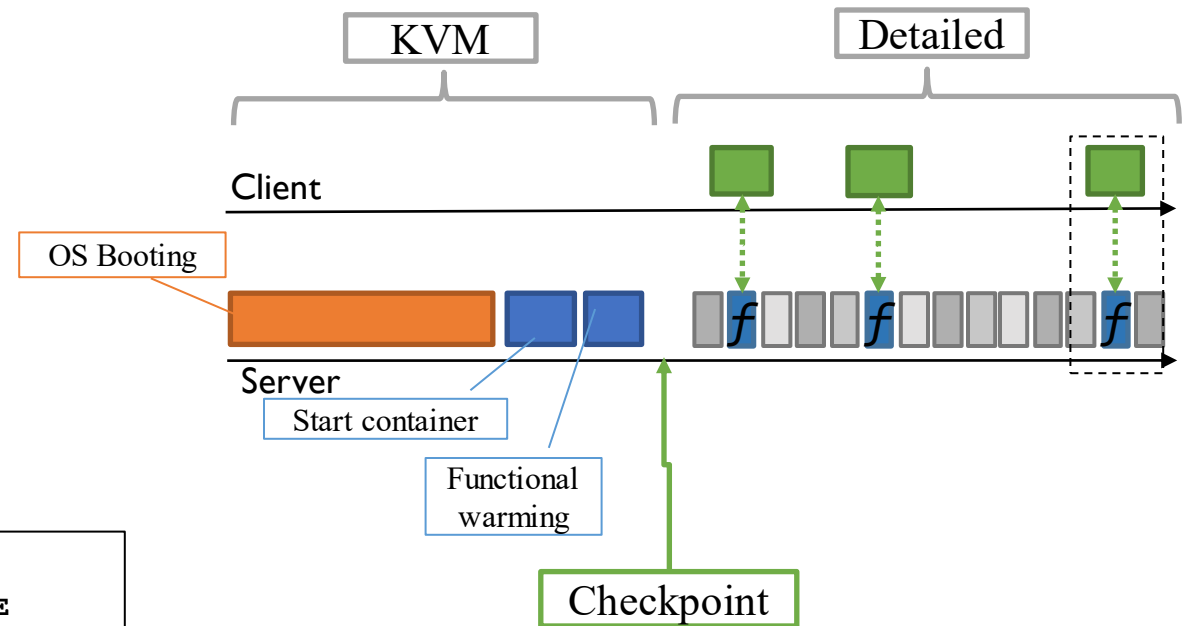 KVM
Detailed
Client
OS Booting
f f f
Server
Start container
Functional
warming
Checkpoint
E